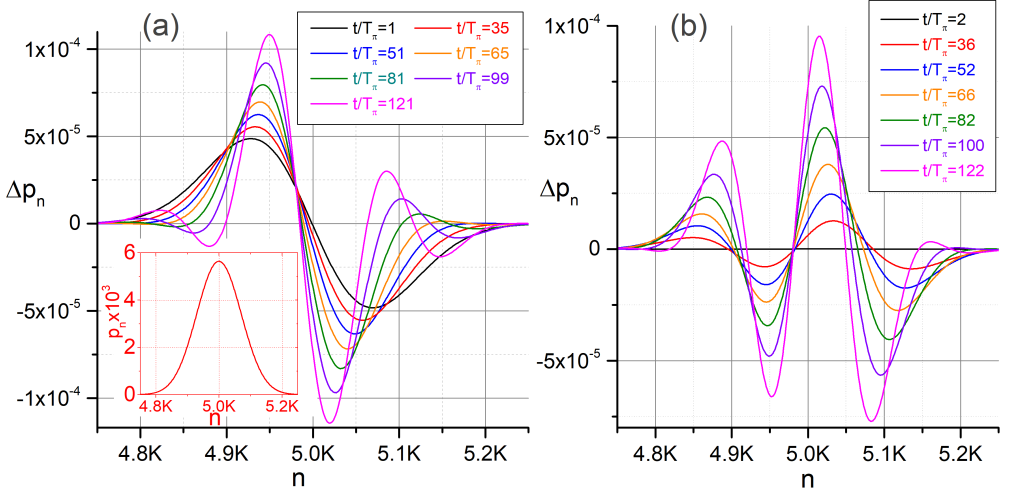 (a)
t/Tπ=1 t/Tπ=35
t/Tπ=51 t/Tπ=65
t/Tπ=81 t/Tπ=99
t/Tπ=121
1x10-4
5x10-5
Δpn
0
-5x10-5
-1x10-4
4.8K 4.9K 5.0K 5.1K 5.2K
n
6
4
2
0
pnx103
4.8K 5.0K 5.2K
n
(b)
t/Tπ=2
t/Tπ=36
t/Tπ=52
t/Tπ=66
t/Tπ=82
t/Tπ=100
t/Tπ=122
1x10-4
5x10-5
Δpn
0
-5x10-5
4.8K 4.9K 5.0K 5.1K 5.2K
n